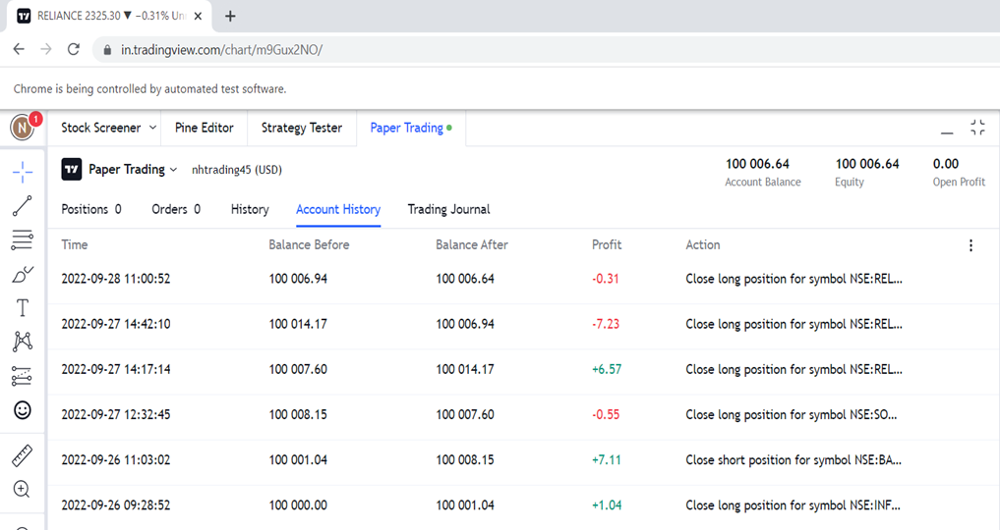 RELIANCE 2325.30 ▼ −0.31% Un
in.tradingview.com/chart/m9Gux2NO/
Chrome is being controlled by automated test software.
N 1
Stock Screener Pine Editor Strategy Tester Paper Trading
Paper Trading nhtrading45 (USD)
100 006.64 100 006.64 0.00
Account Balance Equity Open Profit
Positions 0 Orders 0 History Account History Trading Journal
Time Balance Before Balance After Profit Action
2022-09-28 11:00:52 100 006.94 100 006.64 -0.31 Close long position for symbol NSE:REL...
2022-09-27 14:42:10 100 014.17 100 006.94 -7.23 Close long position for symbol NSE:REL...
2022-09-27 14:17:14 100 007.60 100 014.17 +6.57 Close long position for symbol NSE:REL...
2022-09-27 12:32:45 100 008.15 100 007.60 -0.55 Close long position for symbol NSE:SO...
2022-09-26 11:03:02 100 001.04 100 008.15 +7.11 Close short position for symbol NSE:BA...
2022-09-26 09:28:52 100 000.00 100 001.04 +1.04 Close long position for symbol NSE:INF...